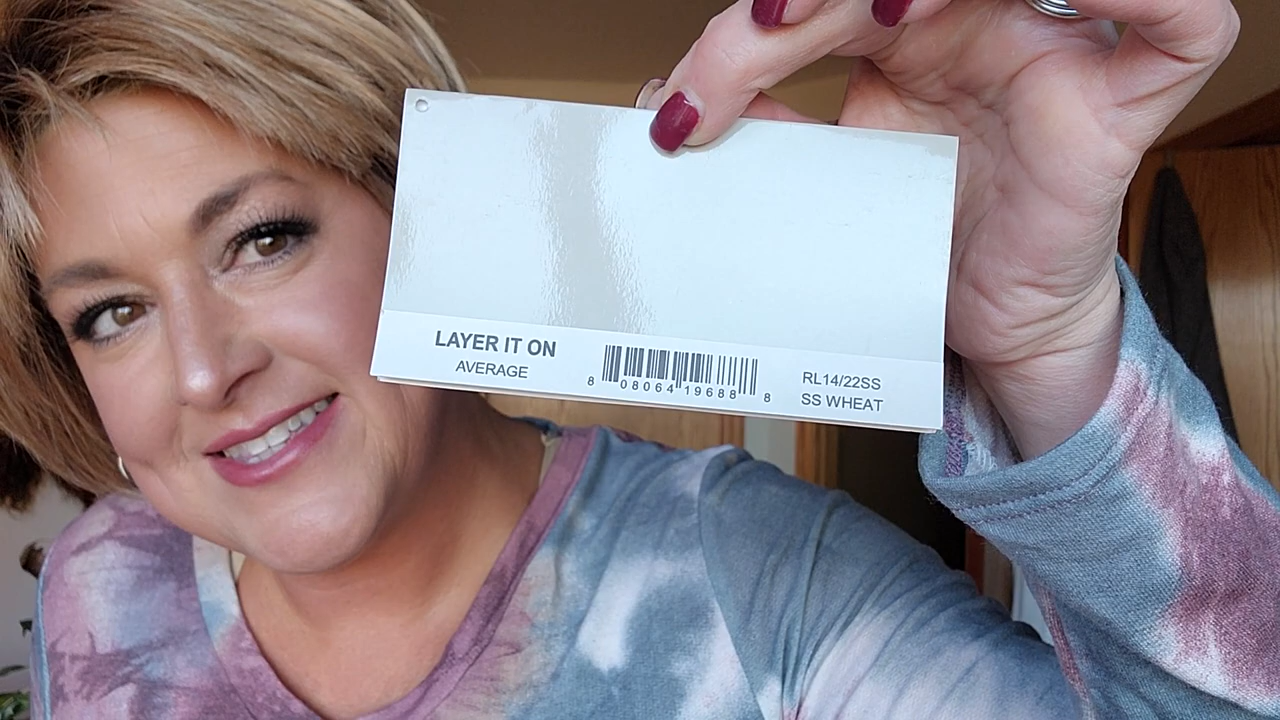 LAYER IT ON
AVERAGE
8 08064 19688 8
RL14/22SS
SS WHEAT